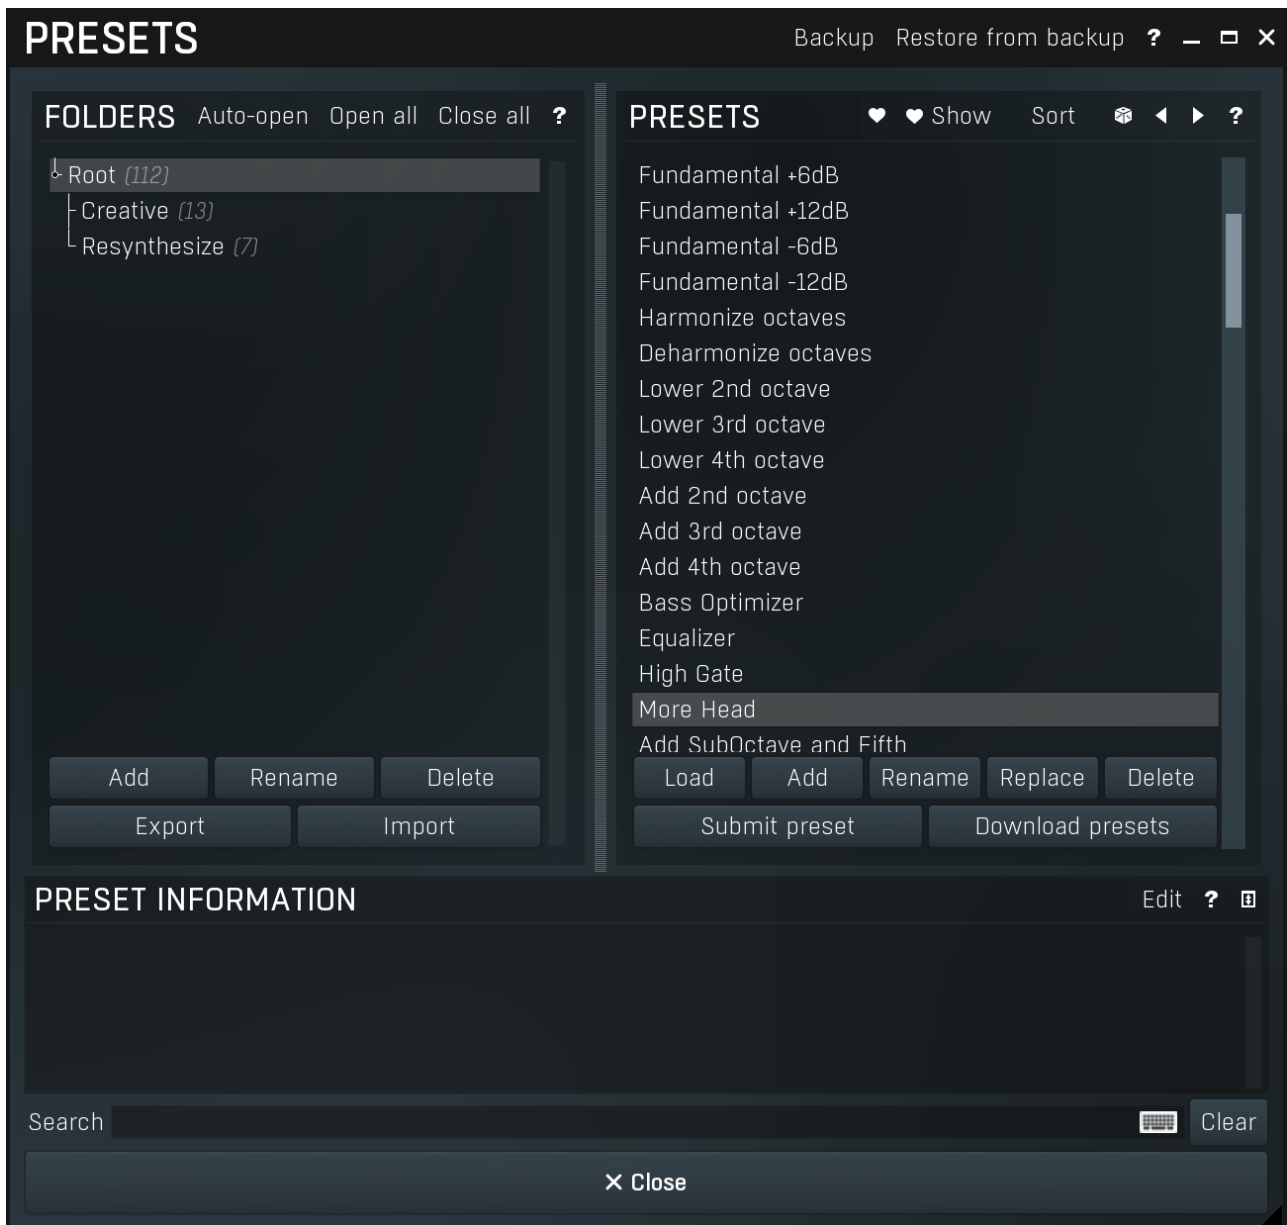 PRESETS Backup Restore from backup ?
FOLDERS Auto-open Open all Close all ?
Root (112)
Creative (13)
Resynthesize (7)
Add Rename Delete
Export Import
PRESETS Show Sort ?
Fundamental +6dB
Fundamental +12dB
Fundamental -6dB
Fundamental -12dB
Harmonize octaves
Deharmonize octaves
Lower 2nd octave
Lower 3rd octave
Lower 4th octave
Add 2nd octave
Add 3rd octave
Add 4th octave
Bass Optimizer
Equalizer
High Gate
More Head
Add SubOctave and Fifth
Load Add Rename Replace Delete
Submit preset Download presets
PRESET INFORMATION Edit ?
Search Clear
Close